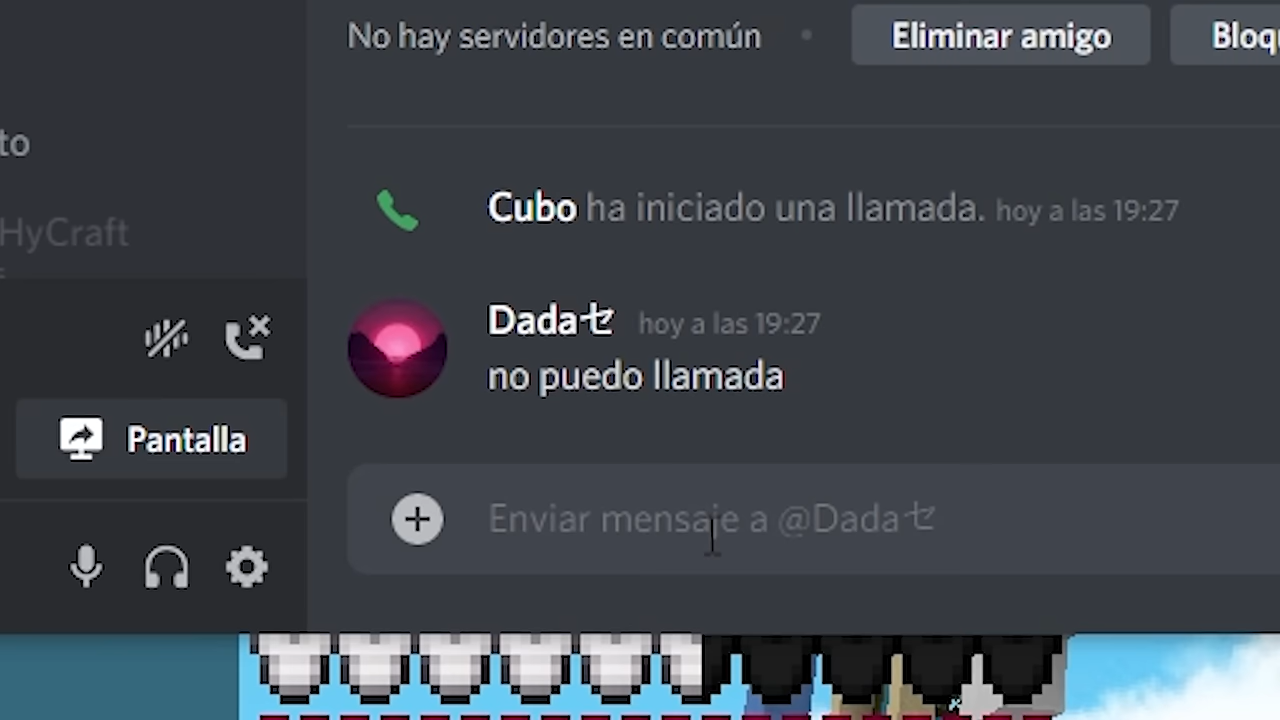 No hay servidores en común
Eliminar amigo
to
HyCraft
Cubo ha iniciado una llamada. hoy a las 19:27
Dadaセ hoy a las 19:27
no puedo llamada
Pantalla
Enviar mensaje a @Dadaセ